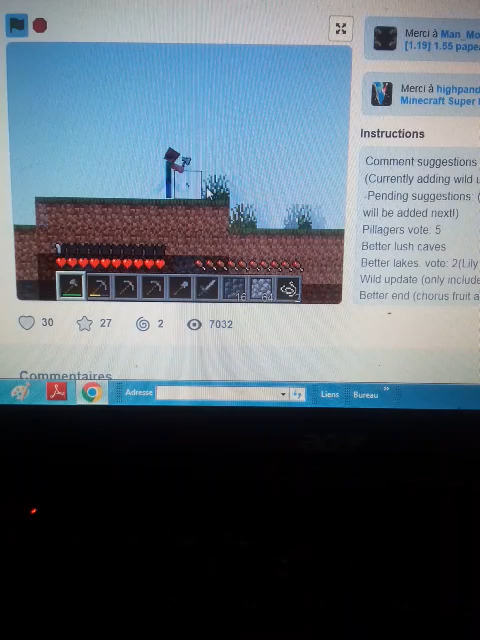 Merci à Man_Mo
[1.19] 1.55 pape
Merci à highpand
Minecraft Super
Instructions
Comment suggestions
(Currently adding wild u
-Pending suggestions: (
will be added next!)
Pillagers vote: 5
Better lush caves
Better lakes. vote: 2(Lily
Wild update (only include
Better end (chorus fruit a
16
64
30
27
2
7032
Commentaires
Adresse
Liens
Bureau
»
acer